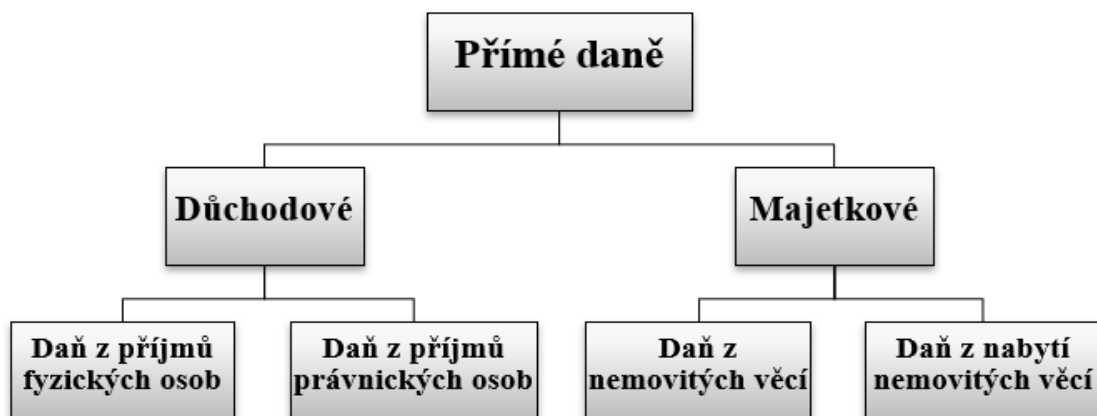 Přímé daně
Důchodové
Majetkové
Daň z příjmů
fyzických osob
Daň z příjmů
právnických osob
Daň z
nemovitých věcí
Daň z nabytí
nemovitých věcí